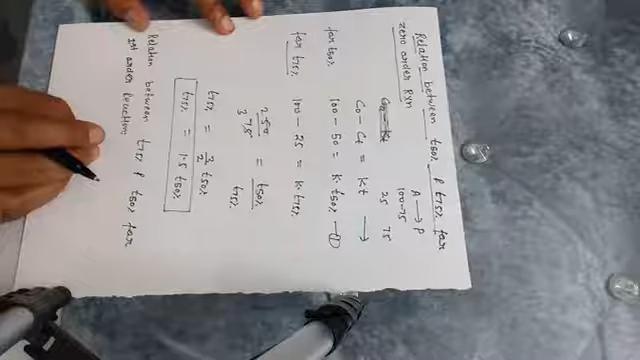 Relation between t50% & t75% for
zero order Rxn
A → P
100-75
25 75
C0 - Ct = Kt →
for t50% 100 - 50 = K t50% - ①
for t75% 100 - 25 = K t75%
2 50 / 3 75 = t50% / t75%
t75% = 3/2 t50%
t75% = 1.5 t50%
Relation between t75% & t50% for
1st order reaction